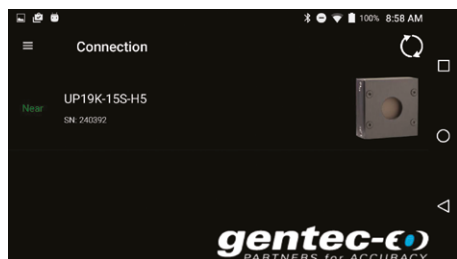 100% 8:58 AM
Connection
Near
UP19K-15S-H5
SN: 240392
gentec-EO
PARTNERS for ACCURACY